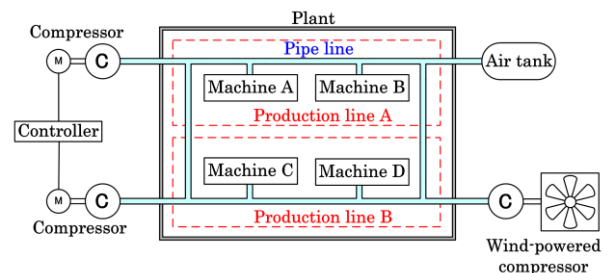 Plant
Compressor
Pipe line
M
C
Air tank
Machine A
Machine B
Production line A
Controller
Machine C
Machine D
M
C
C
Production line B
Compressor
Wind-powered
compressor